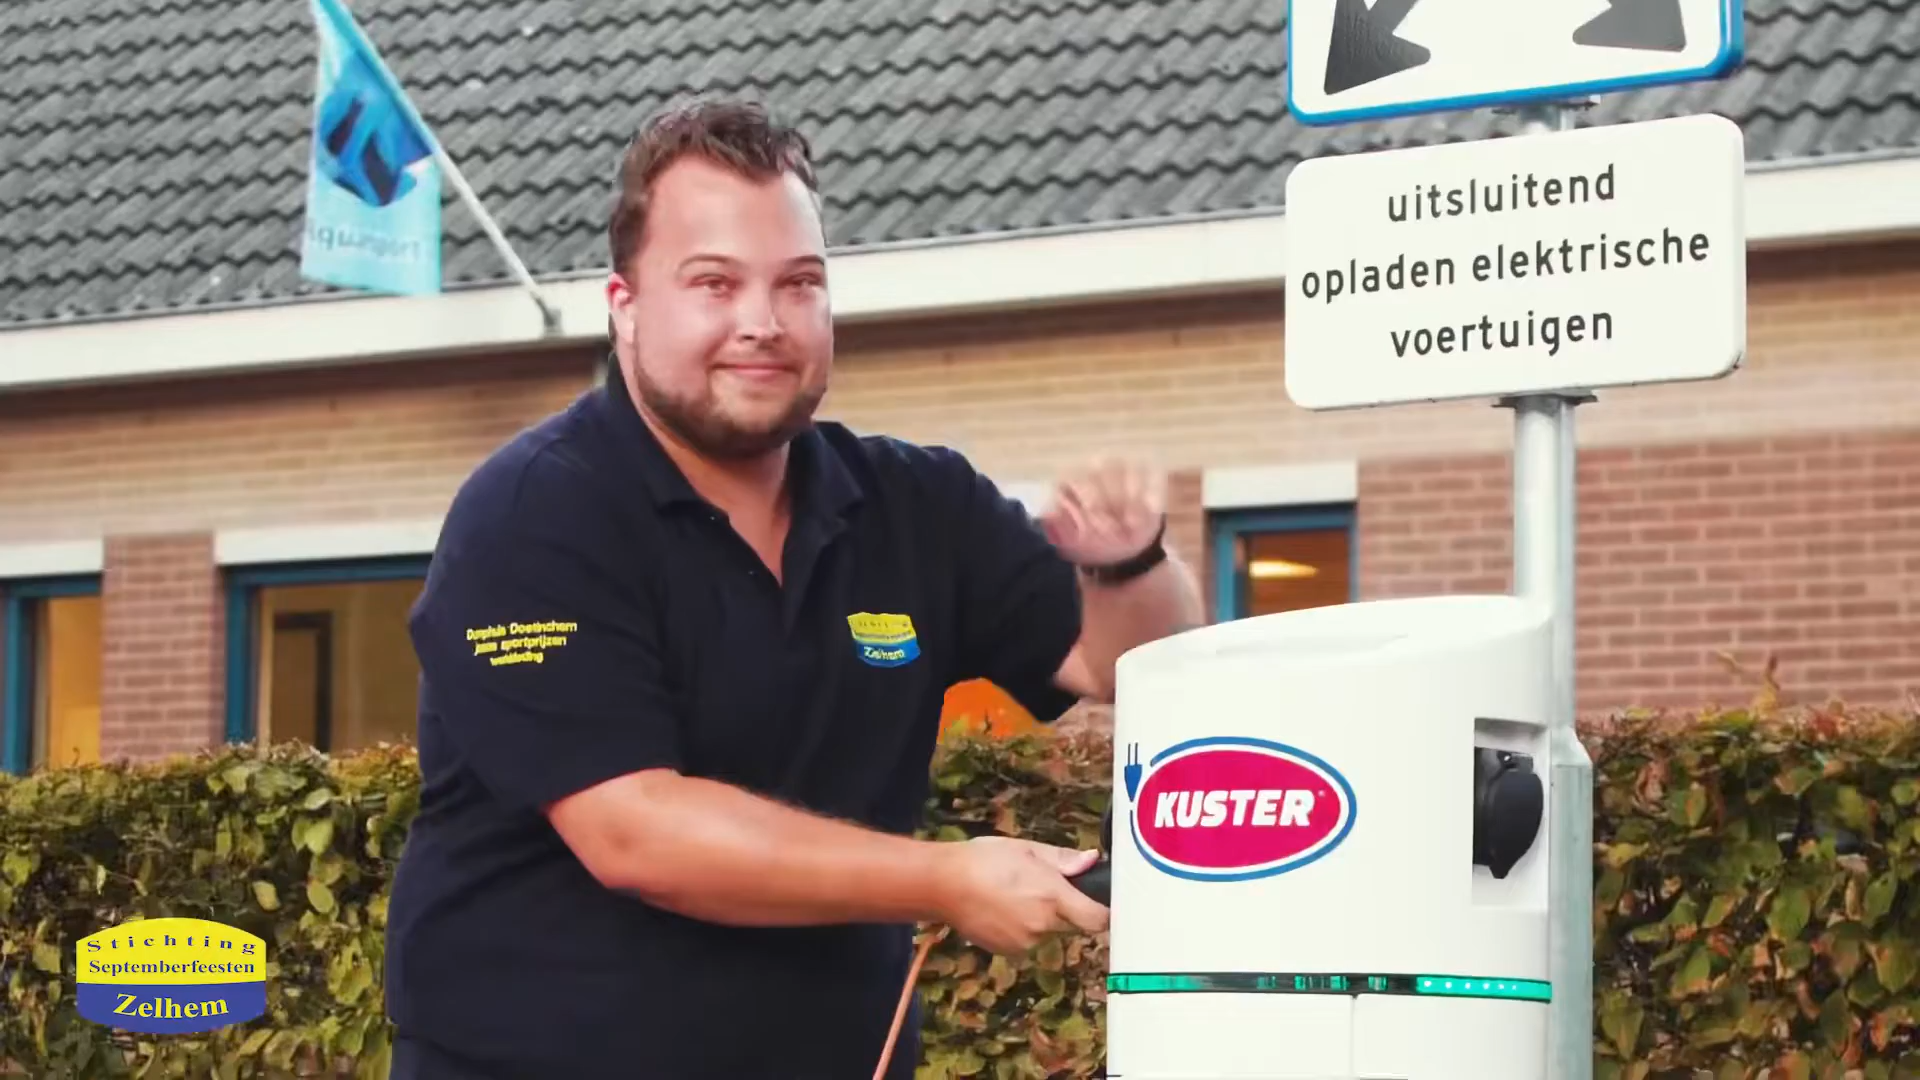 uitsluitend
opladen elektrische
voertuigen
KUSTER
Zelhem
Stichting
Septemberfeesten
Zelhem